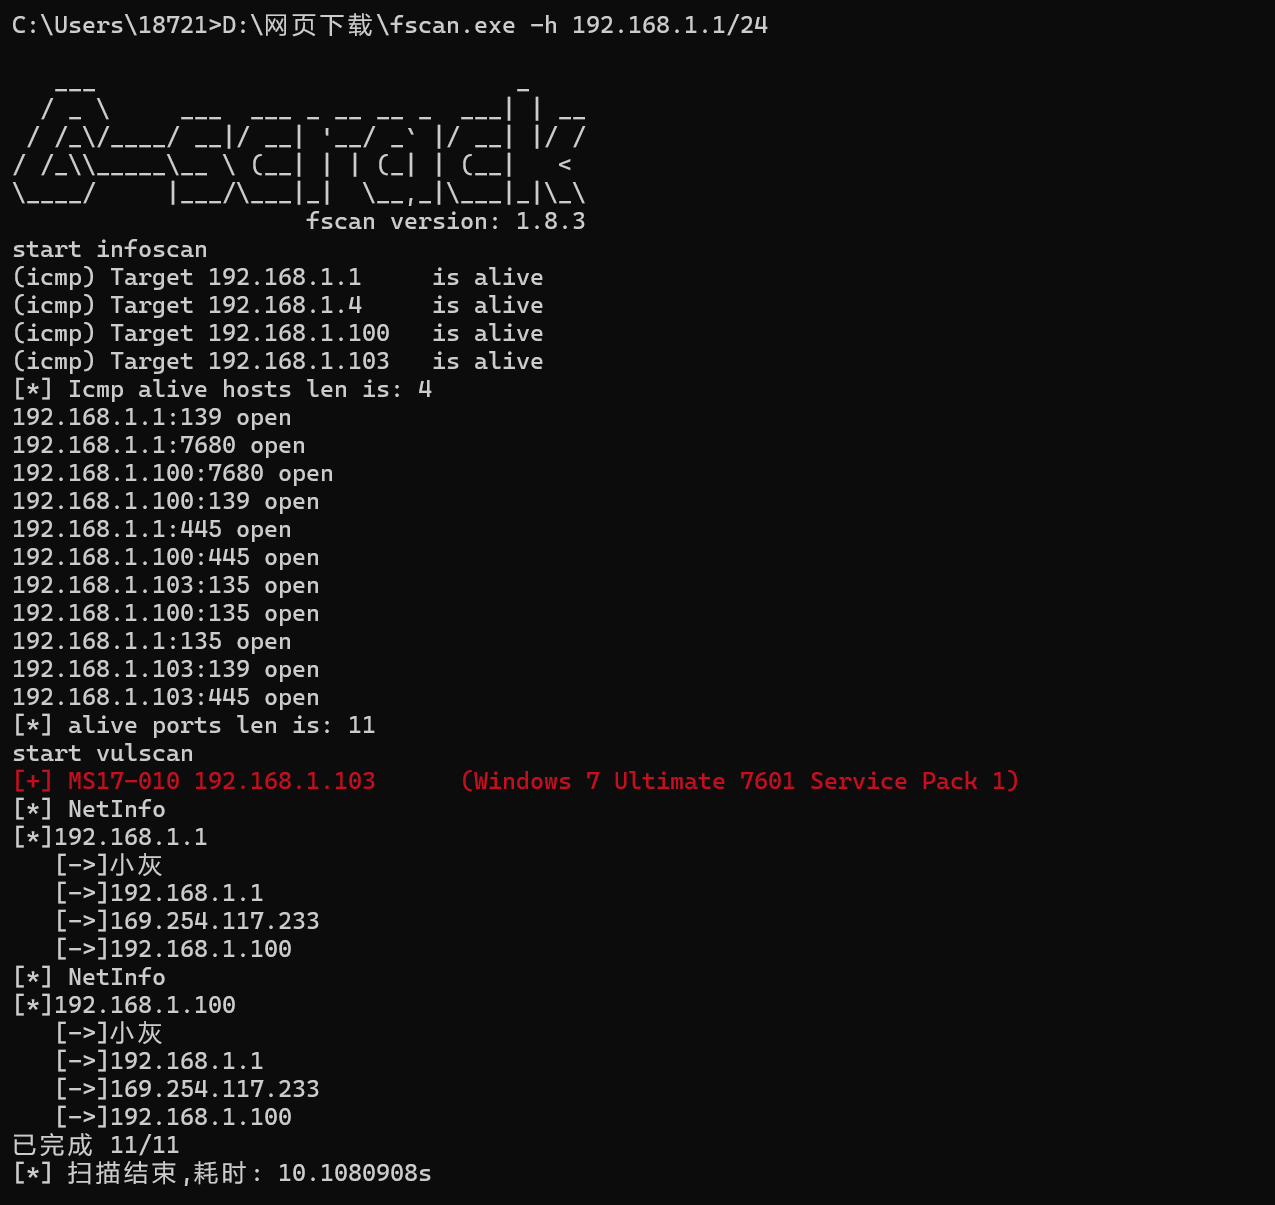 C:\Users\18721>D:\网页下载\fscan.exe -h 192.168.1.1/24
   ___                              _
  / _ \     ___  ___ _ __ __ _  ___| | __
 / /_\/____/ __|/ __| '__/ _` |/ __| |/ /
/ /_\\_____\__ \ (__| | | (_| | (__|   <
\____/     |___/\___|_|  \__,_|\___|_|\_\
                     fscan version: 1.8.3
start infoscan
(icmp) Target 192.168.1.1     is alive
(icmp) Target 192.168.1.4     is alive
(icmp) Target 192.168.1.100   is alive
(icmp) Target 192.168.1.103   is alive
[*] Icmp alive hosts len is: 4
192.168.1.1:139 open
192.168.1.1:7680 open
192.168.1.100:7680 open
192.168.1.100:139 open
192.168.1.1:445 open
192.168.1.100:445 open
192.168.1.103:135 open
192.168.1.100:135 open
192.168.1.1:135 open
192.168.1.103:139 open
192.168.1.103:445 open
[*] alive ports len is: 11
start vulscan
[+] MS17-010 192.168.1.103      (Windows 7 Ultimate 7601 Service Pack 1)
[*] NetInfo
[*]192.168.1.1
   [->]小灰
   [->]192.168.1.1
   [->]169.254.117.233
   [->]192.168.1.100
[*] NetInfo
[*]192.168.1.100
   [->]小灰
   [->]192.168.1.1
   [->]169.254.117.233
   [->]192.168.1.100
已完成 11/11
[*] 扫描结束,耗时: 10.1080908s